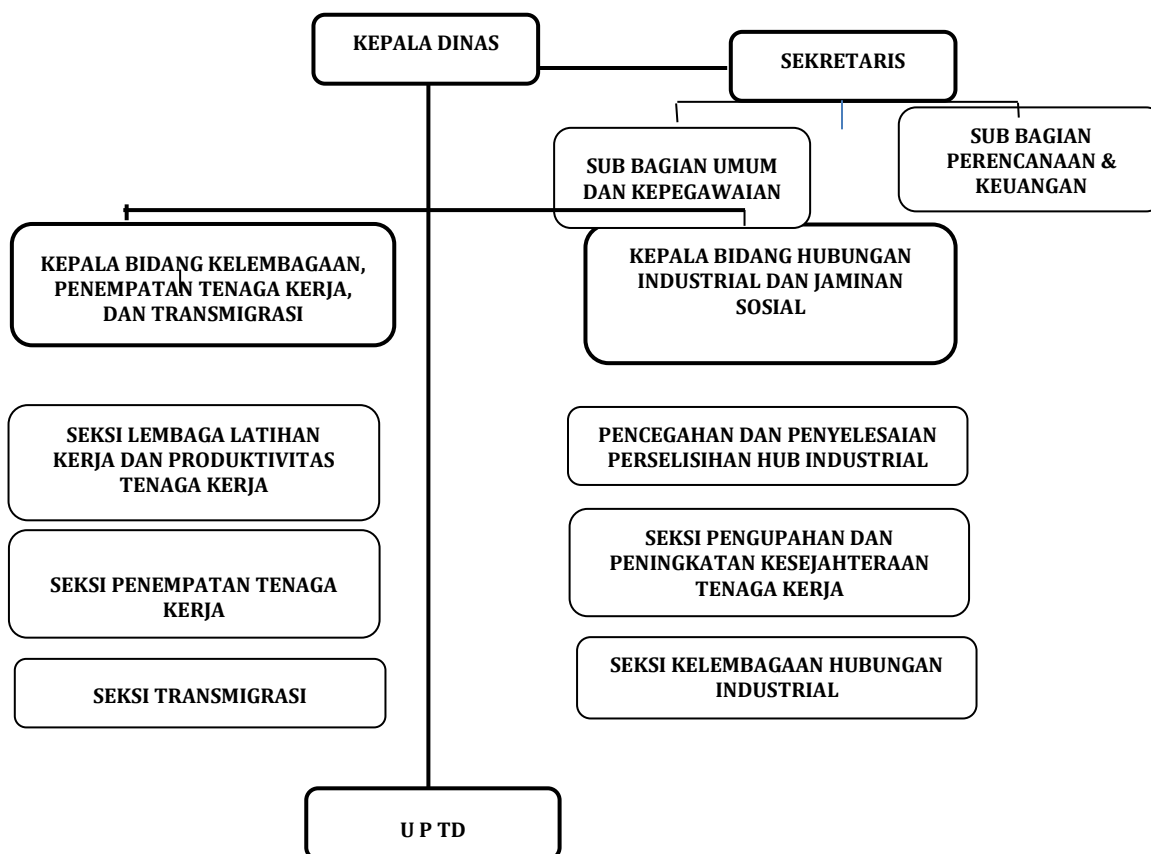 KEPALA DINAS
SEKRETARIS
SUB BAGIAN UMUM
DAN KEPEGAWAIAN
SUB BAGIAN
PERENCANAAN &
KEUANGAN
KEPALA BIDANG KELEMBAGAAN,
PENEMPATAN TENAGA KERJA,
DAN TRANSMIGRASI
KEPALA BIDANG HUBUNGAN
INDUSTRIAL DAN JAMINAN
SOSIAL
SEKSI LEMBAGA LATIHAN
KERJA DAN PRODUKTIVITAS
TENAGA KERJA
SEKSI PENEMPATAN TENAGA
KERJA
SEKSI TRANSMIGRASI
PENCEGAHAN DAN PENYELESAIAN
PERSELISIHAN HUB INDUSTRIAL
SEKSI PENGUPAHAN DAN
PENINGKATAN KESEJAHTERAAN
TENAGA KERJA
SEKSI KELEMBAGAAN HUBUNGAN
INDUSTRIAL
U P TD